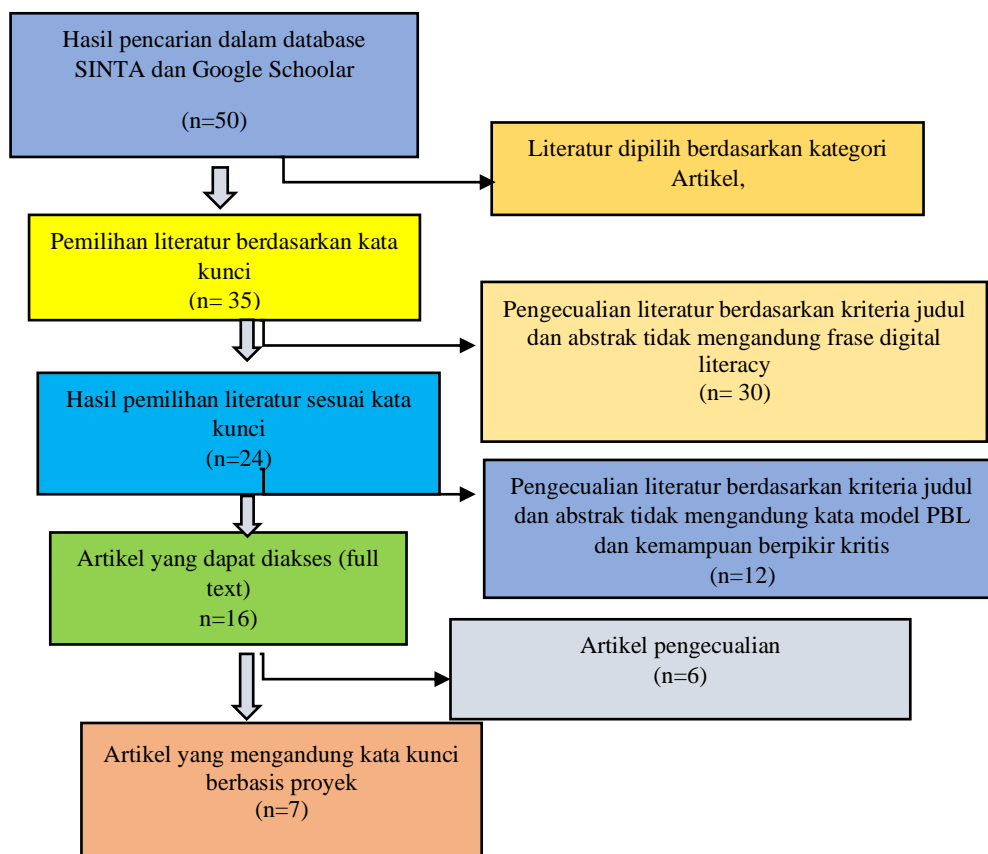 Hasil pencarian dalam database
SINTA dan Google Schoolar
(n=50)
Literatur dipilih berdasarkan kategori
Artikel,
Pemilihan literatur berdasarkan kata
kunci
(n= 35)
Pengecualian literatur berdasarkan kriteria judul
dan abstrak tidak mengandung frase digital
literacy
(n= 30)
Hasil pemilihan literatur sesuai kata
kunci
(n=24)
Pengecualian literatur berdasarkan kriteria judul
dan abstrak tidak mengandung kata model PBL
dan kemampuan berpikir kritis
(n=12)
Artikel yang dapat diakses (full
text)
n=16)
Artikel pengecualian
(n=6)
Artikel yang mengandung kata kunci
berbasis proyek
(n=7)